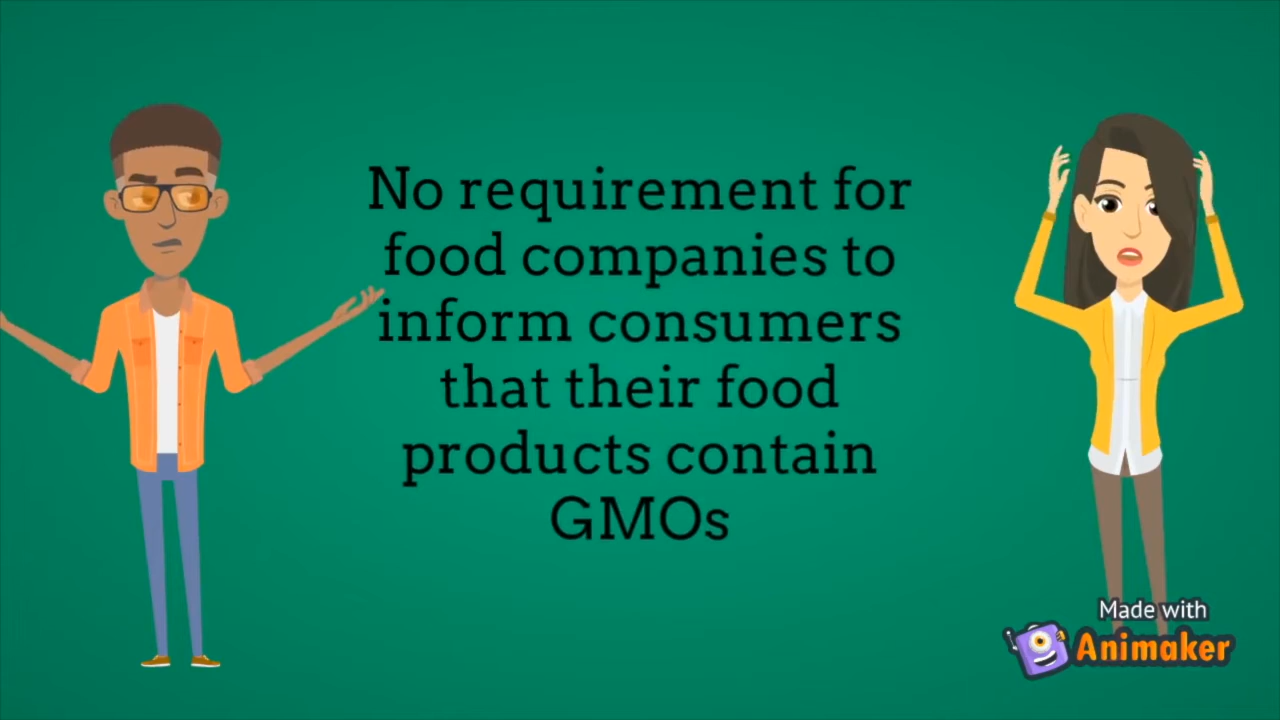 No requirement for
food companies to
inform consumers
that their food
products contain
GMOs
Made with
Animaker